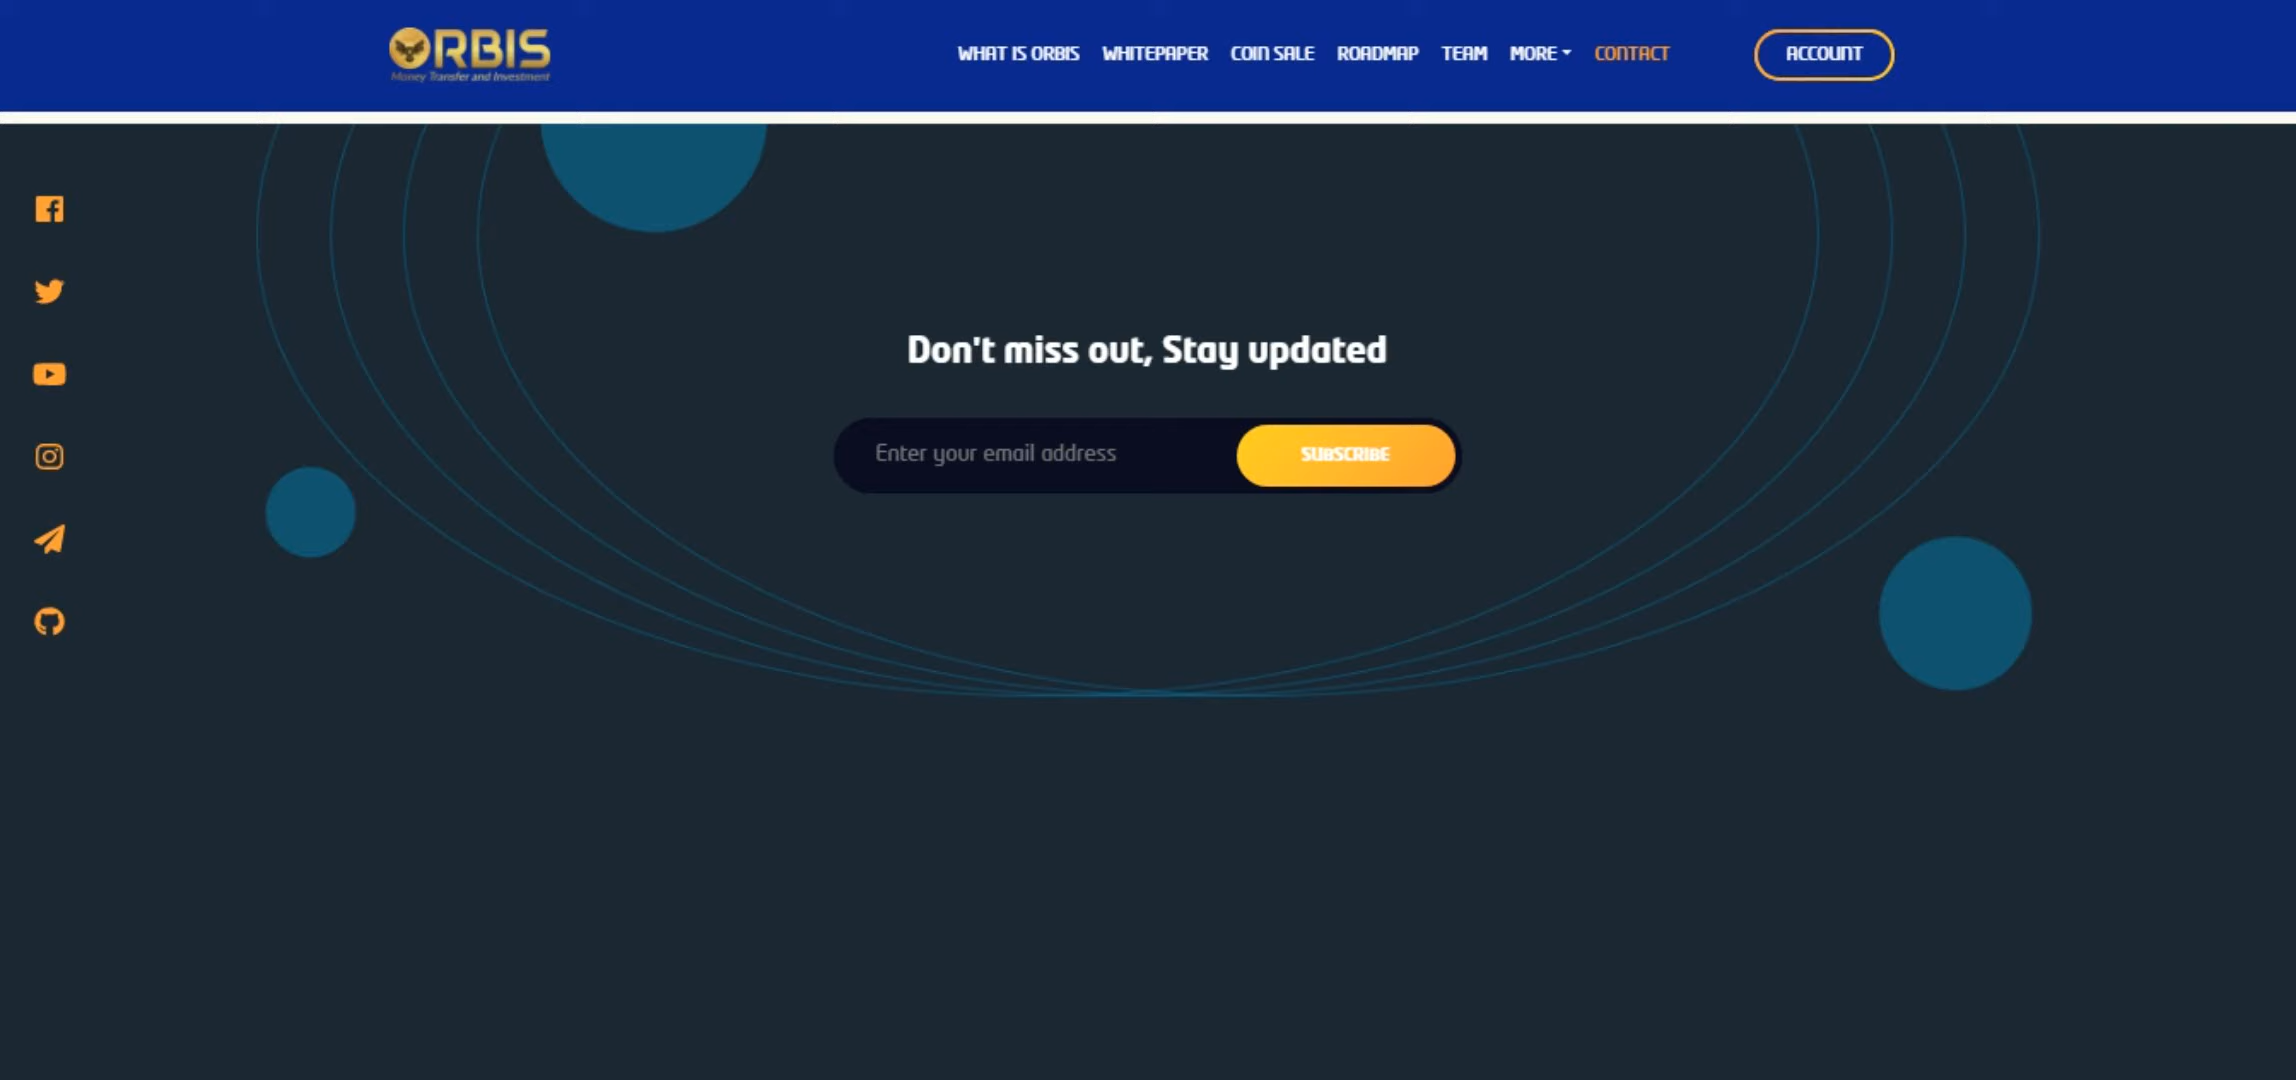 ORBIS
Money Transfer and Investment
WHAT IS ORBIS WHITEPAPER COIN SALE ROADMAP TEAM MORE CONTACT ACCOUNT
Don't miss out, Stay updated
Enter your email address SUBSCRIBE